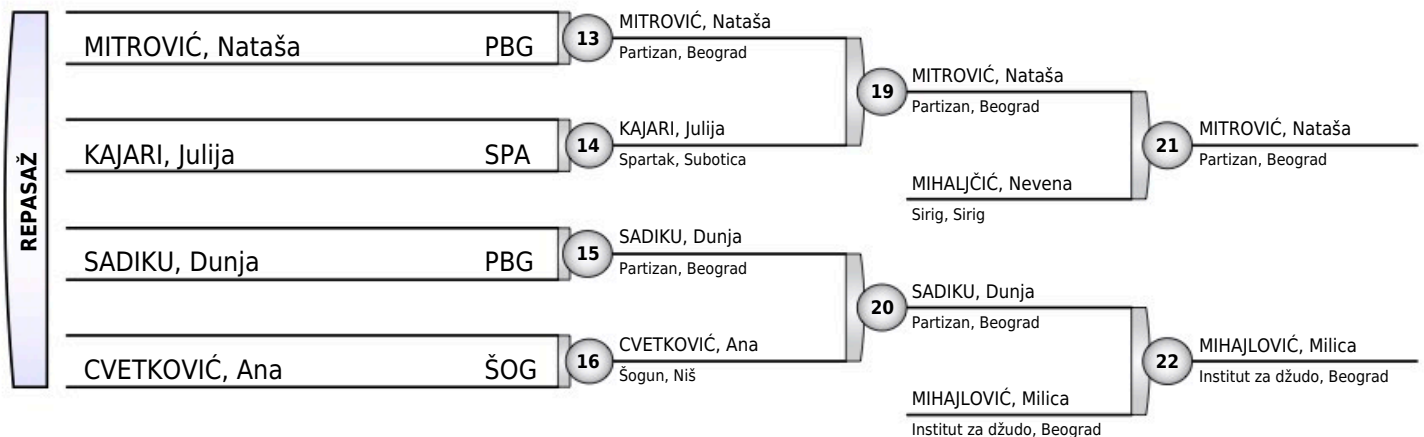 REPASAŽ
MITROVIĆ, Nataša PBG
KAJARI, Julija SPA
SADIKU, Dunja PBG
CVETKOVIĆ, Ana ŠOG
13
MITROVIĆ, Nataša
Partizan, Beograd
14
KAJARI, Julija
Spartak, Subotica
15
SADIKU, Dunja
Partizan, Beograd
16
CVETKOVIĆ, Ana
Šogun, Niš
19
MITROVIĆ, Nataša
Partizan, Beograd
MIHALJČIĆ, Nevena
Sirig, Sirig
20
SADIKU, Dunja
Partizan, Beograd
MIHAJLOVIĆ, Milica
Institut za džudo, Beograd
21
MITROVIĆ, Nataša
Partizan, Beograd
22
MIHAJLOVIĆ, Milica
Institut za džudo, Beograd